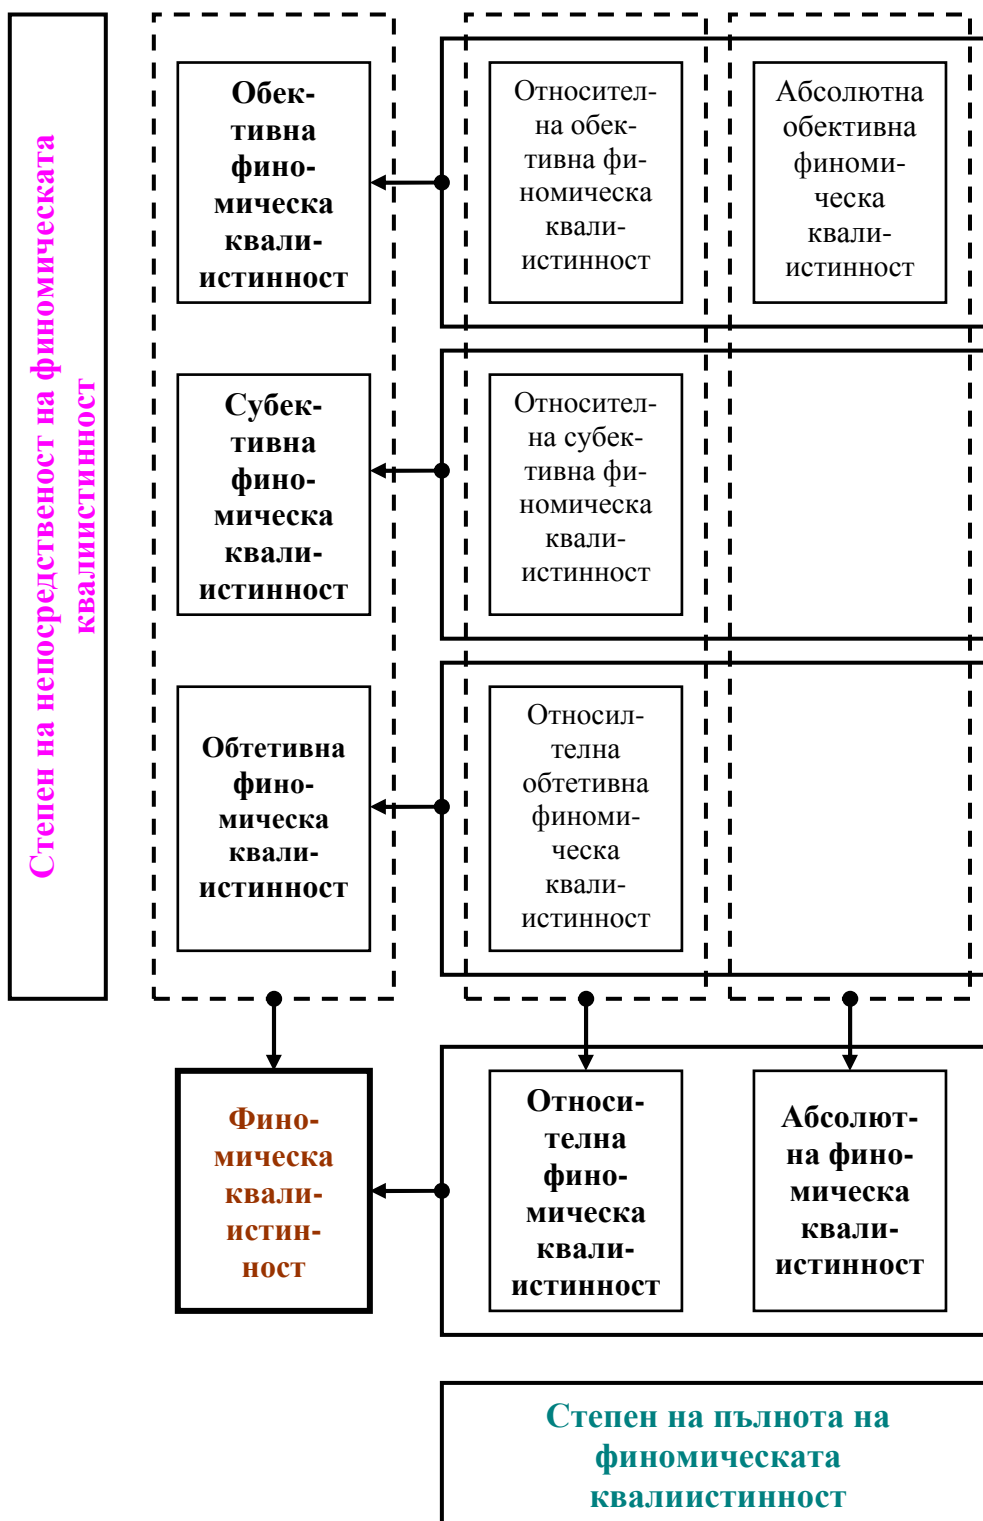 Степен на непосредственост на финомическата
квалиистинност
Обек-
тивна
фино-
мическа
квали-
истинност
Относител-
на обек-
тивна фи-
номическа
квали-
истинност
Абсолютна
обективна
финоми-
ческа
квали-
истинност
Субек-
тивна
фино-
мическа
квали-
истинност
Относител-
на субек-
тивна фи-
номическа
квали-
истинност
Обтетивна
фино-
мическа
квали-
истинност
Относил-
телна
обтетивна
финоми-
ческа
квали-
истинност
Фино-
мическа
квали-
истин-
ност
Относи-
телна
фино-
мическа
квали-
истинност
Абсолют-
на фино-
мическа
квали-
истинност
Степен на пълнота на
финомическата
квалиистинност